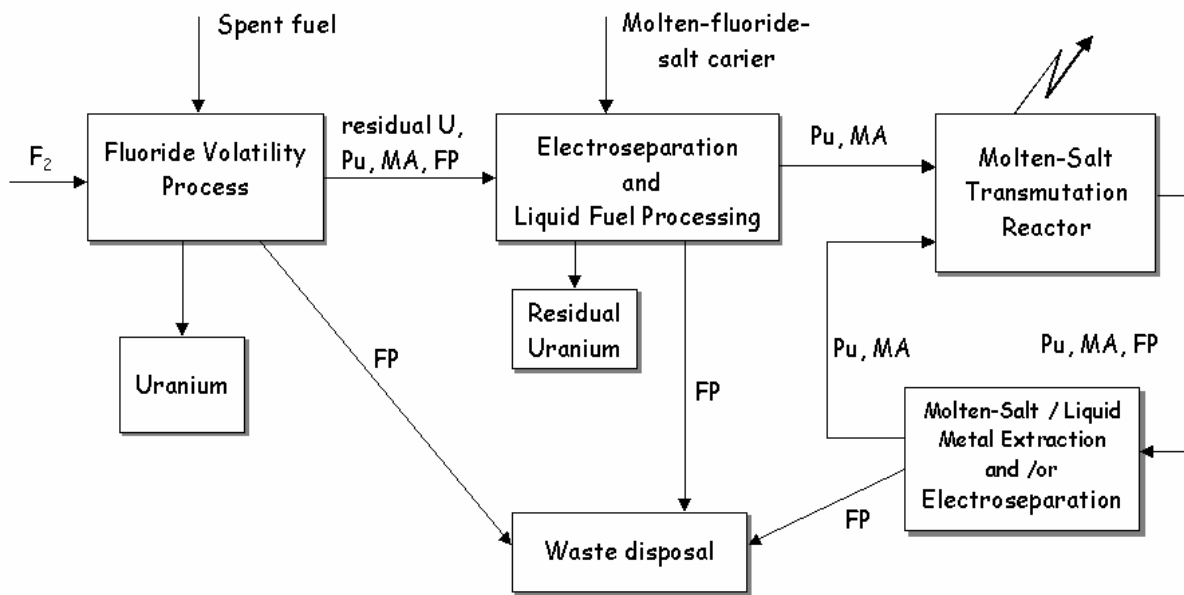 Spent fuel
Molten-fluoride-
salt carier
F₂
Fluoride Volatility
Process
residual U,
Pu, MA, FP
Electroseparation
and
Liquid Fuel Processing
Pu, MA
Molten-Salt
Transmutation
Reactor
Uranium
FP
Residual
Uranium
FP
Pu, MA
Pu, MA, FP
Molten-Salt / Liquid
Metal Extraction
and /or
Electroseparation
FP
Waste disposal